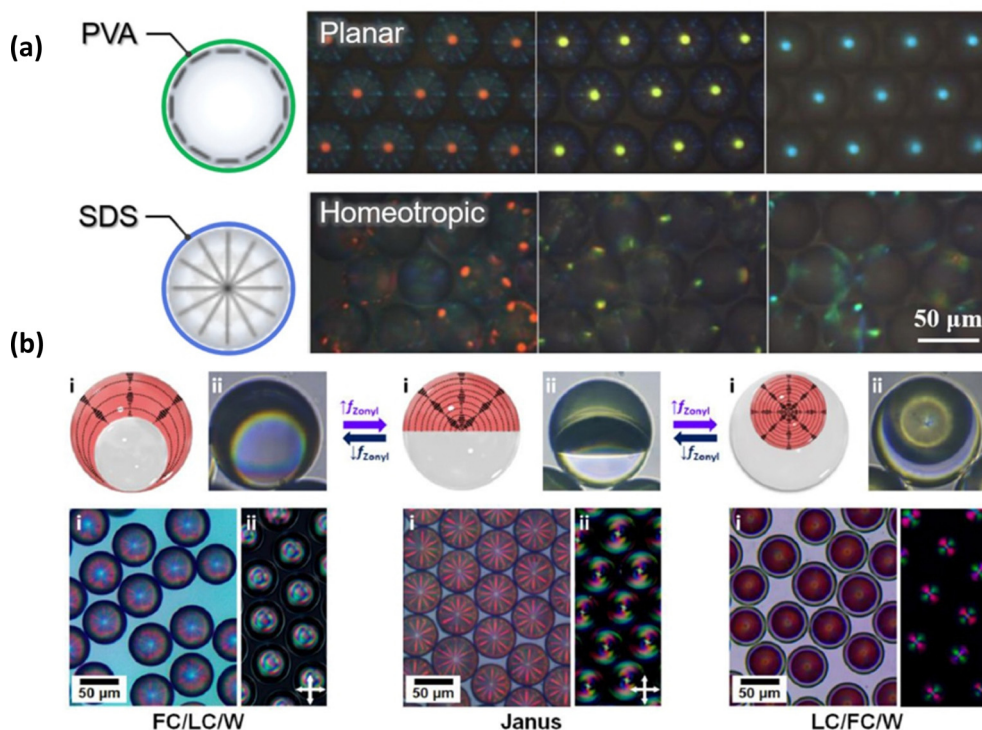 (a)
PVA
Planar
SDS
Homeotropic
50 µm
(b)
i
ii
↑fZonyl
↓fZonyl
i
ii
↑fZonyl
↓fZonyl
i
ii
i
ii
i
ii
i
50 µm
50 µm
50 µm
FC/LC/W
Janus
LC/FC/W